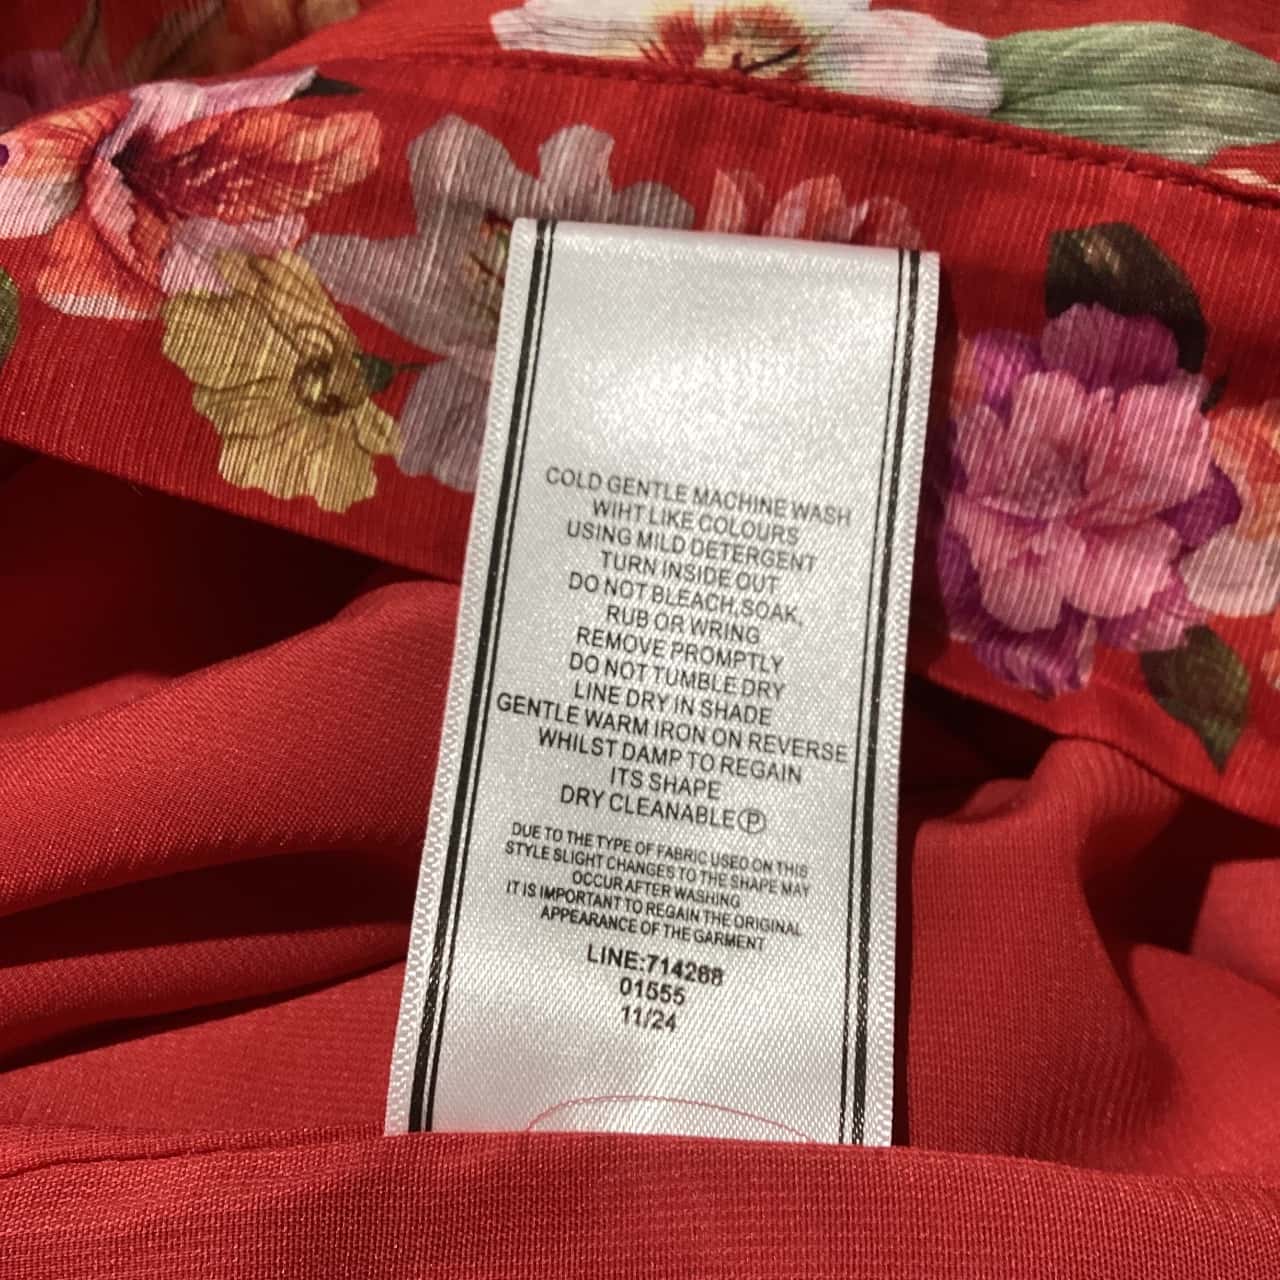 COLD GENTLE MACHINE WASH
WIHT LIKE COLOURS
USING MILD DETERGENT
TURN INSIDE OUT
DO NOT BLEACH, SOAK,
RUB OR WRING
REMOVE PROMPTLY
DO NOT TUMBLE DRY
LINE DRY IN SHADE
GENTLE WARM IRON ON REVERSE
WHILST DAMP TO REGAIN
ITS SHAPE
DRY CLEANABLE Ⓟ
DUE TO THE TYPE OF FABRIC USED ON THIS
STYLE SLIGHT CHANGES TO THE SHAPE MAY
OCCUR AFTER WASHING
IT IS IMPORTANT TO REGAIN THE ORIGINAL
APPEARANCE OF THE GARMENT
LINE:714268
01555
11/24